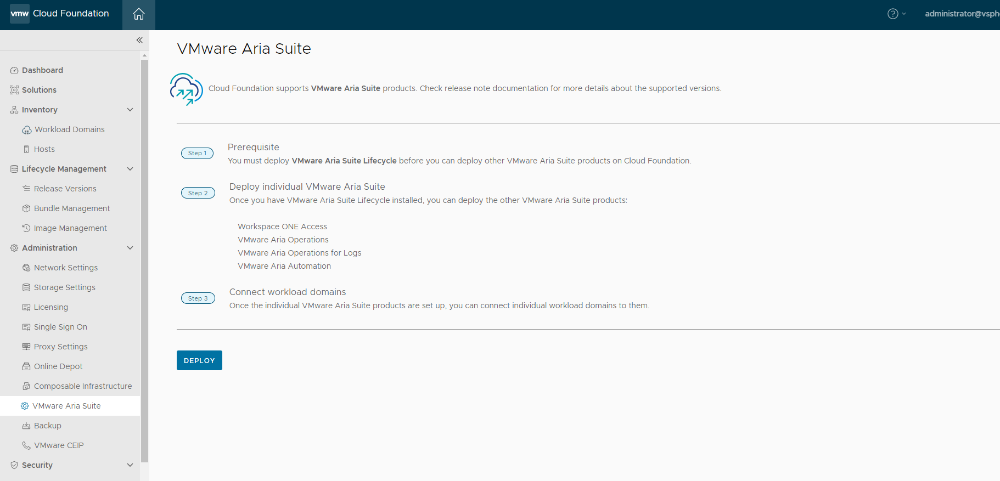 vmw Cloud Foundation
administrator@vsph
VMware Aria Suite
Cloud Foundation supports VMware Aria Suite products. Check release note documentation for more details about the supported versions.
Step 1
Prerequisite
You must deploy VMware Aria Suite Lifecycle before you can deploy other VMware Aria Suite products on Cloud Foundation.
Step 2
Deploy individual VMware Aria Suite
Once you have VMware Aria Suite Lifecycle installed, you can deploy the other VMware Aria Suite products:
Workspace ONE Access
VMware Aria Operations
VMware Aria Operations for Logs
VMware Aria Automation
Step 3
Connect workload domains
Once the individual VMware Aria Suite products are set up, you can connect individual workload domains to them.
DEPLOY
Dashboard
Solutions
Inventory
Workload Domains
Hosts
Lifecycle Management
Release Versions
Bundle Management
Image Management
Administration
Network Settings
Storage Settings
Licensing
Single Sign On
Proxy Settings
Online Depot
Composable Infrastructure
VMware Aria Suite
Backup
VMware CEIP
Security